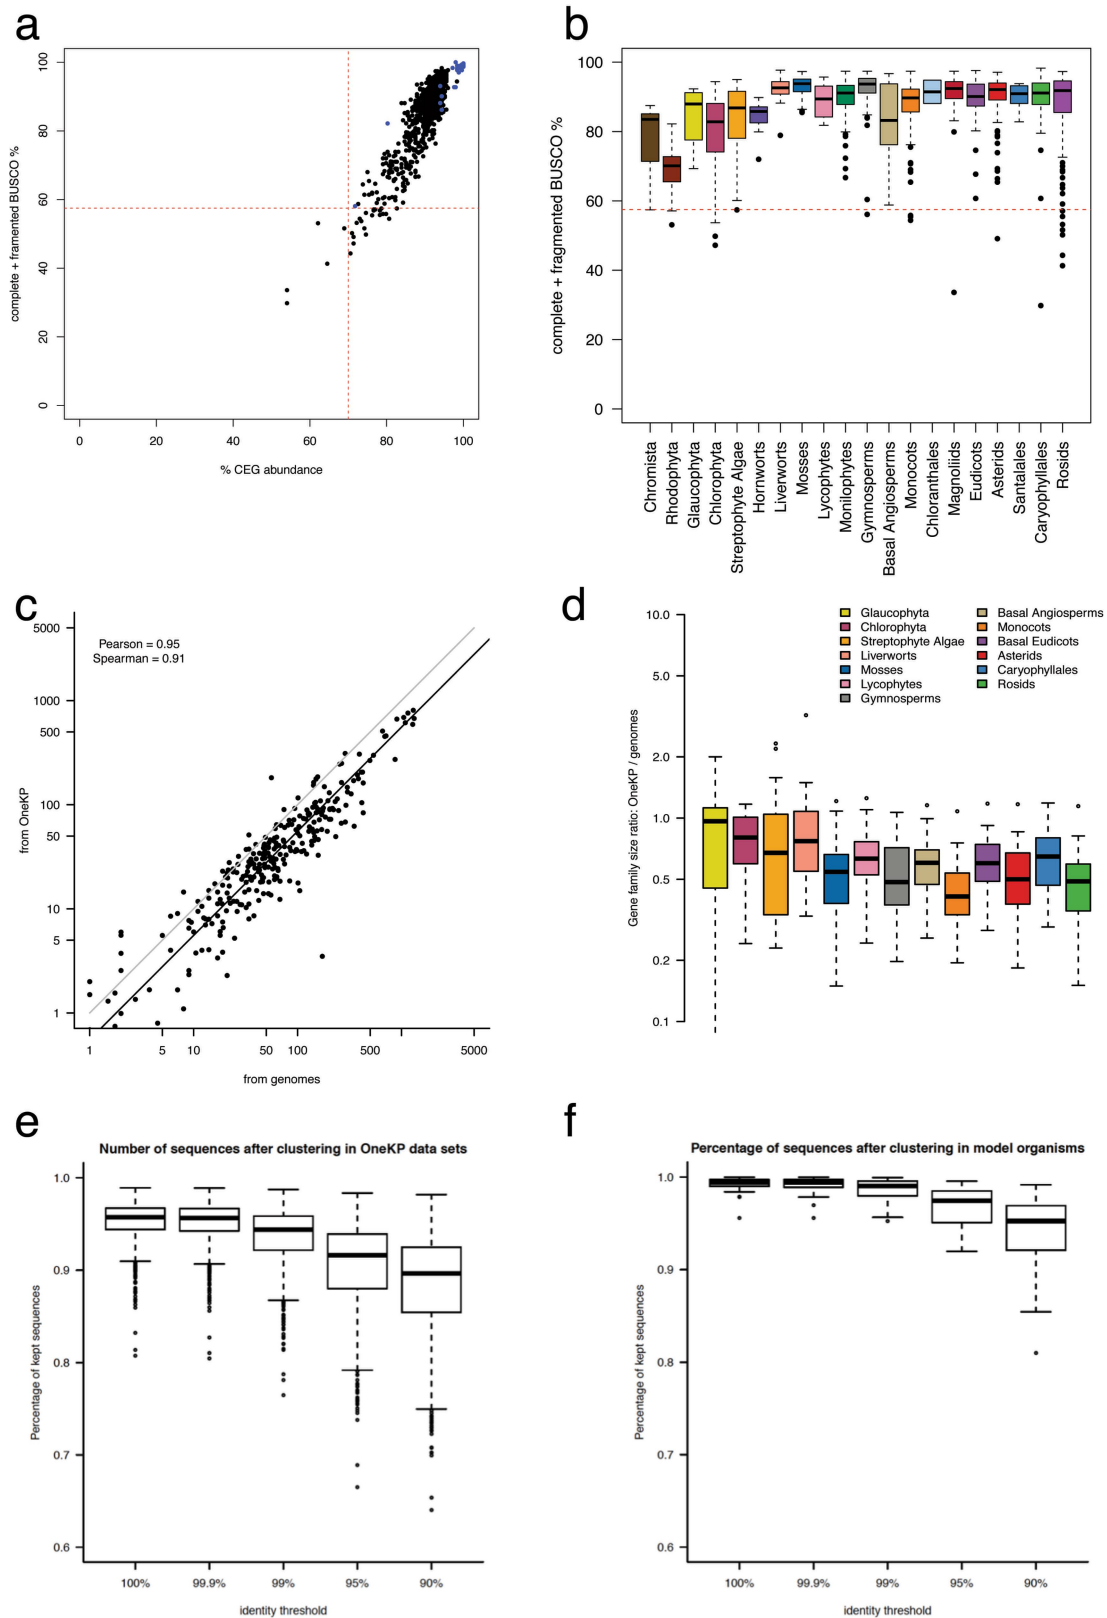 a
100
80
60
40
20
0
complete + framented BUSCO %
0 20 40 60 80 100
% CEG abundance
b
100
80
60
40
20
0
complete + fragmented BUSCO %
Chromista
Rhodophyta
Glaucophyta
Chlorophyta
Streptophyte Algae
Hornworts
Liverworts
Mosses
Lycophytes
Monilophytes
Gymnosperms
Basal Angiosperms
Monocots
Chloranthales
Magnoliids
Eudicots
Asterids
Santalales
Caryophyllales
Rosids
c
Pearson = 0.95
Spearman = 0.91
5000
1000
500
100
50
10
5
1
from OneKP
1 5 10 50 100 500 5000
from genomes
d
10.0
5.0
2.0
1.0
0.5
0.2
0.1
Gene family size ratio: OneKP / genomes
Glaucophyta
Chlorophyta
Streptophyte Algae
Liverworts
Mosses
Lycophytes
Gymnosperms
Basal Angiosperms
Monocots
Basal Eudicots
Asterids
Caryophyllales
Rosids
e
Number of sequences after clustering in OneKP data sets
1.0
0.9
0.8
0.7
0.6
Percentage of kept sequences
100% 99.9% 99% 95% 90%
identity threshold
f
Percentage of sequences after clustering in model organisms
1.0
0.9
0.8
0.7
0.6
Percentage of kept sequences
100% 99.9% 99% 95% 90%
identity threshold